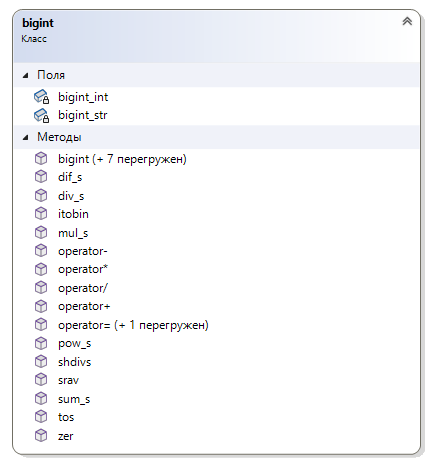 bigint
Класс
Поля
bigint_int
bigint_str
Методы
bigint (+ 7 перегружен)
dif_s
div_s
itobin
mul_s
operator-
operator*
operator/
operator+
operator= (+ 1 перегружен)
pow_s
shdivs
srav
sum_s
tos
zer